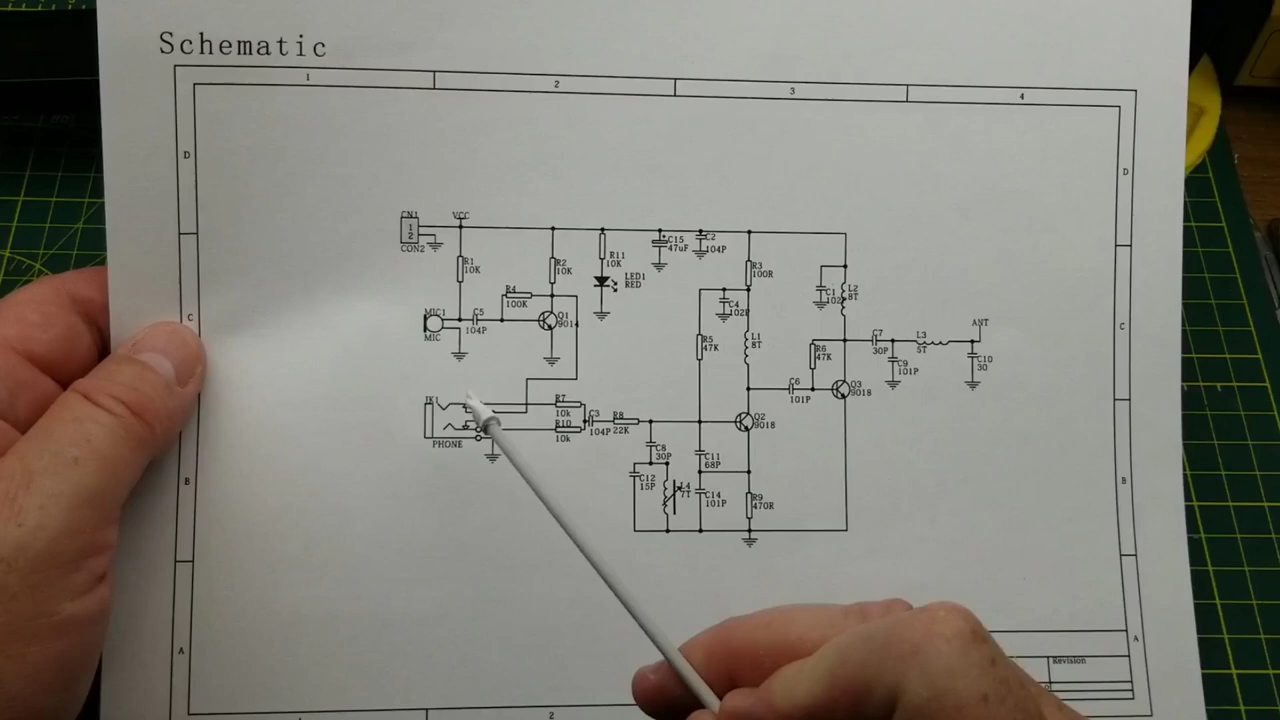 Schematic
1
2
3
4
D
D
CN1
1
2
CON2
VCC
R1
10K
R2
10K
R11
10K
LED1
RED
C15
47uF
C2
104P
R3
100R
R4
100K
C4
C1
L2
8T
MIC1
MIC
C5
104P
Q1
C
C
R5
47K
L1
8T
R6
47K
C7
30P
L3
5T
ANT
C9
101P
C10
30
C6
101P
Q3
9018
JK1
PHONE
R7
10k
R10
10k
C3
104P
R8
22K
Q2
9018
C8
30P
C11
68P
C12
15P
L4
7T
C14
101P
R9
470R
B
B
A
A
Revision
2